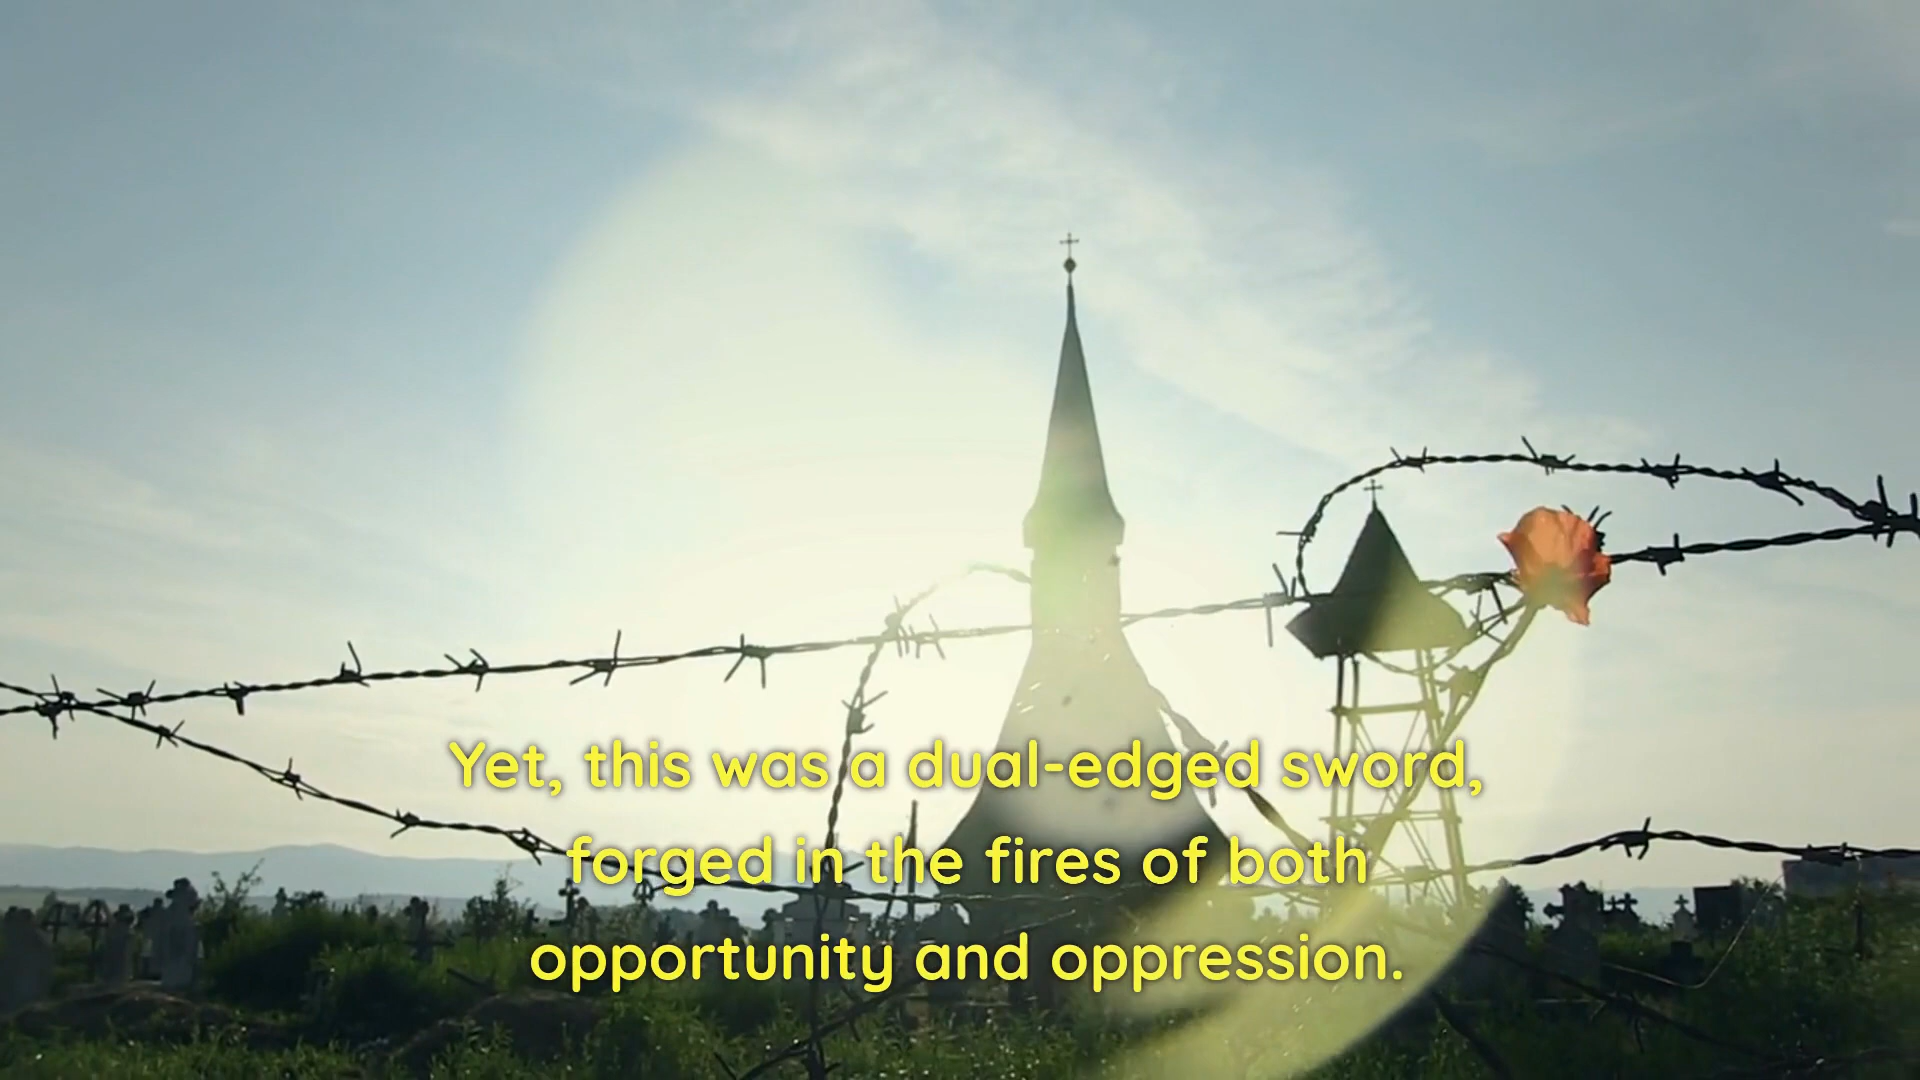 Yet, this was a dual-edged sword,
forged in the fires of both
opportunity and oppression.